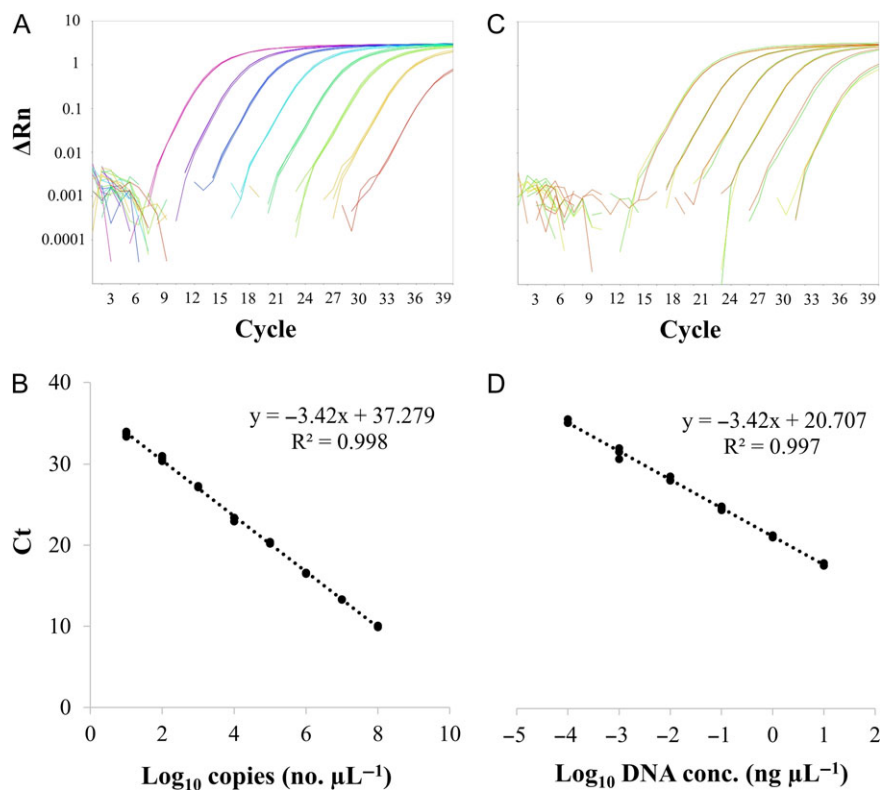 A
10
1
0.1
0.01
0.001
0.0001
ΔRn
3 6 9 12 15 18 21 24 27 30 33 36 39
Cycle
C
3 6 9 12 15 18 21 24 27 30 33 36 39
Cycle
B
40
30
20
10
0
Ct
y = −3.42x + 37.279
R² = 0.998
0 2 4 6 8 10
Log₁₀ copies (no. μL⁻¹)
D
y = −3.42x + 20.707
R² = 0.997
−5 −4 −3 −2 −1 0 1 2
Log₁₀ DNA conc. (ng μL⁻¹)